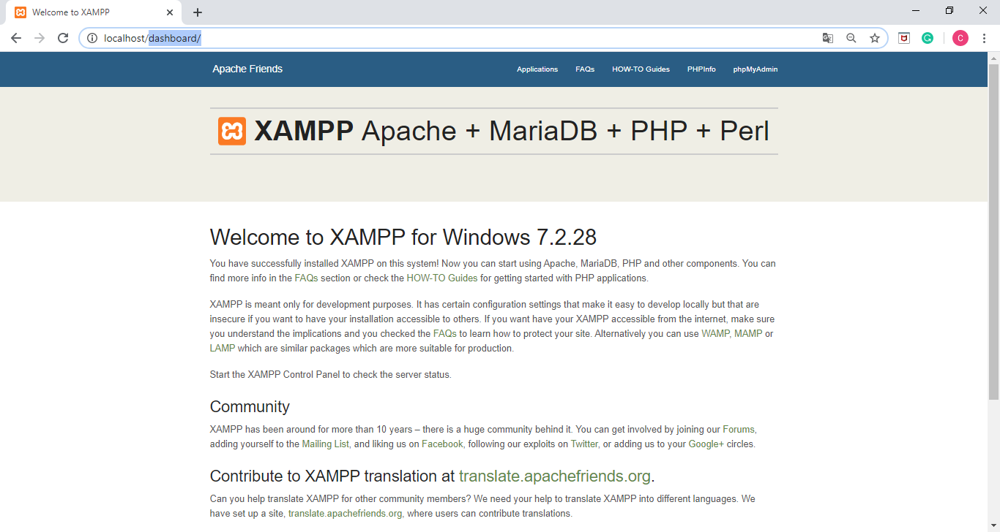 Welcome to XAMPP
localhost/dashboard/
C
Apache Friends
Applications FAQs HOW-TO Guides PHPInfo phpMyAdmin
XAMPP Apache + MariaDB + PHP + Perl
Welcome to XAMPP for Windows 7.2.28
You have successfully installed XAMPP on this system! Now you can start using Apache, MariaDB, PHP and other components. You can
find more info in the FAQs section or check the HOW-TO Guides for getting started with PHP applications.
XAMPP is meant only for development purposes. It has certain configuration settings that make it easy to develop locally but that are
insecure if you want to have your installation accessible to others. If you want have your XAMPP accessible from the internet, make sure
you understand the implications and you checked the FAQs to learn how to protect your site. Alternatively you can use WAMP, MAMP or
LAMP which are similar packages which are more suitable for production.
Start the XAMPP Control Panel to check the server status.
Community
XAMPP has been around for more than 10 years – there is a huge community behind it. You can get involved by joining our Forums,
adding yourself to the Mailing List, and liking us on Facebook, following our exploits on Twitter, or adding us to your Google+ circles.
Contribute to XAMPP translation at translate.apachefriends.org.
Can you help translate XAMPP for other community members? We need your help to translate XAMPP into different languages. We
have set up a site, translate.apachefriends.org, where users can contribute translations.